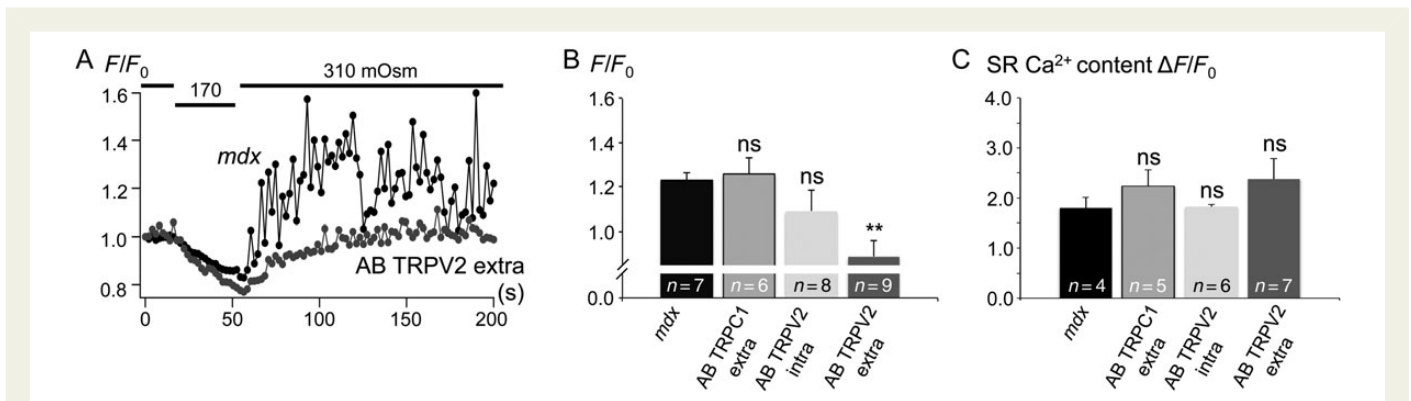 A F/F0
310 mOsm
170
1.6
1.4
1.2
1.0
0.8
mdx
AB TRPV2 extra
(s)
0 50 100 150 200
B F/F0
1.6
1.4
1.2
1.0
0.0
ns
ns
**
n=7 n=6 n=8 n=9
mdx
AB TRPC1
extra
AB TRPV2
intra
AB TRPV2
extra
C SR Ca2+ content ΔF/F0
4.0
3.0
2.0
1.0
0.0
ns
ns
ns
n=4 n=5 n=6 n=7
mdx
AB TRPC1
extra
AB TRPV2
intra
AB TRPV2
extra